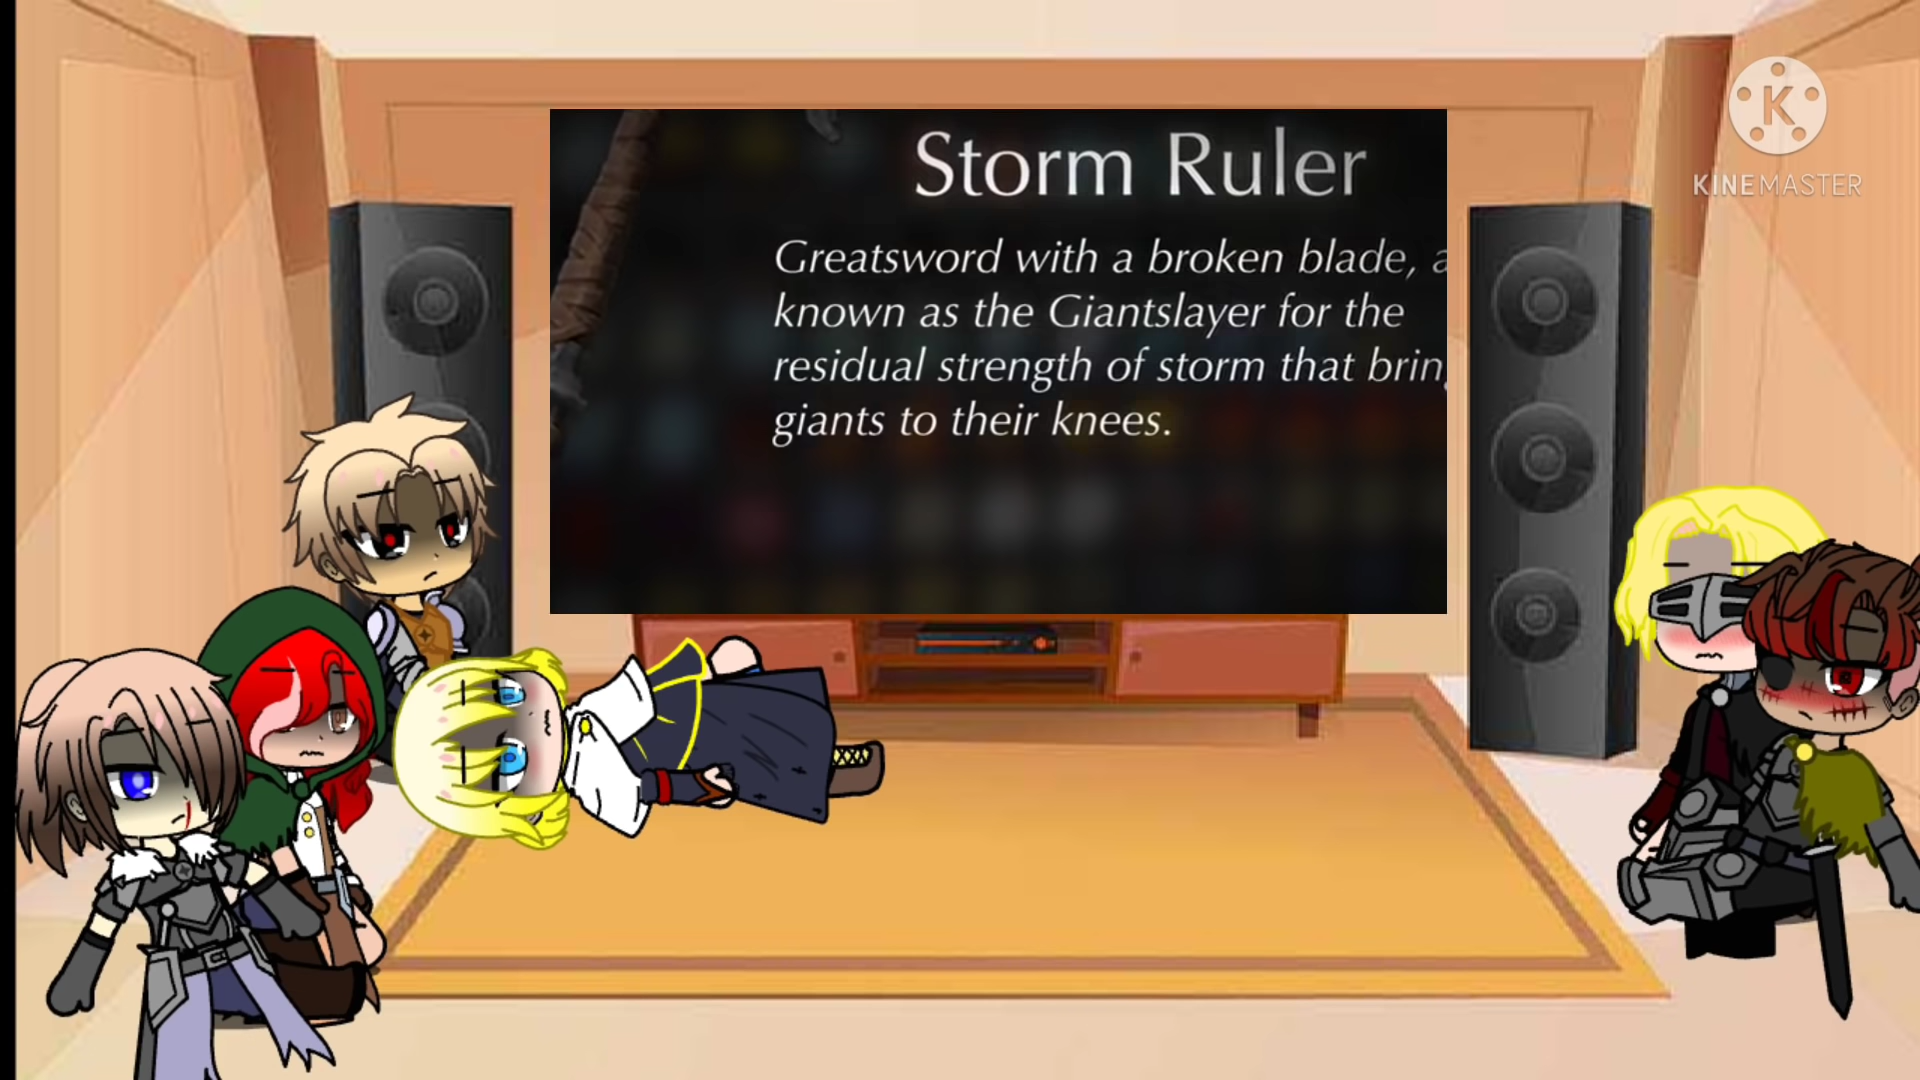 Storm Ruler
Greatsword with a broken blade, a
known as the Giantslayer for the
residual strength of storm that bring
giants to their knees.
K
KINEMASTER